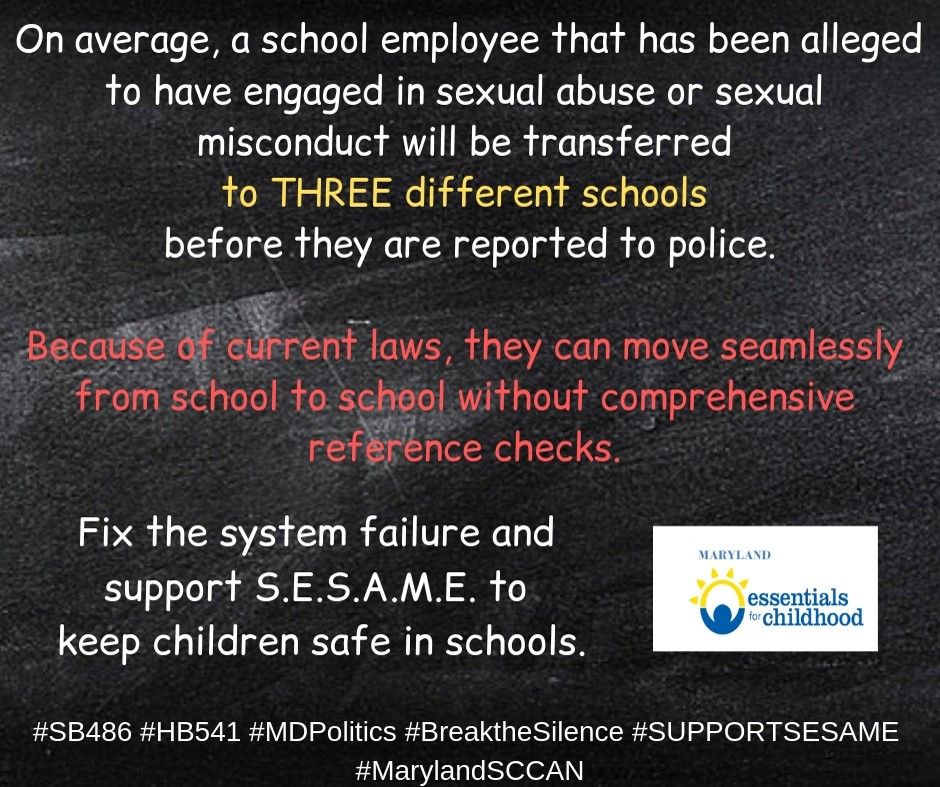 On average, a school employee that has been alleged
to have engaged in sexual abuse or sexual
misconduct will be transferred
to THREE different schools
before they are reported to police.
Because of current laws, they can move seamlessly
from school to school without comprehensive
reference checks.
Fix the system failure and
support S.E.S.A.M.E. to
keep children safe in schools.
MARYLAND
essentials
for childhood
#SB486 #HB541 #MDPolitics #BreaktheSilence #SUPPORTSESAME
#MarylandSCCAN